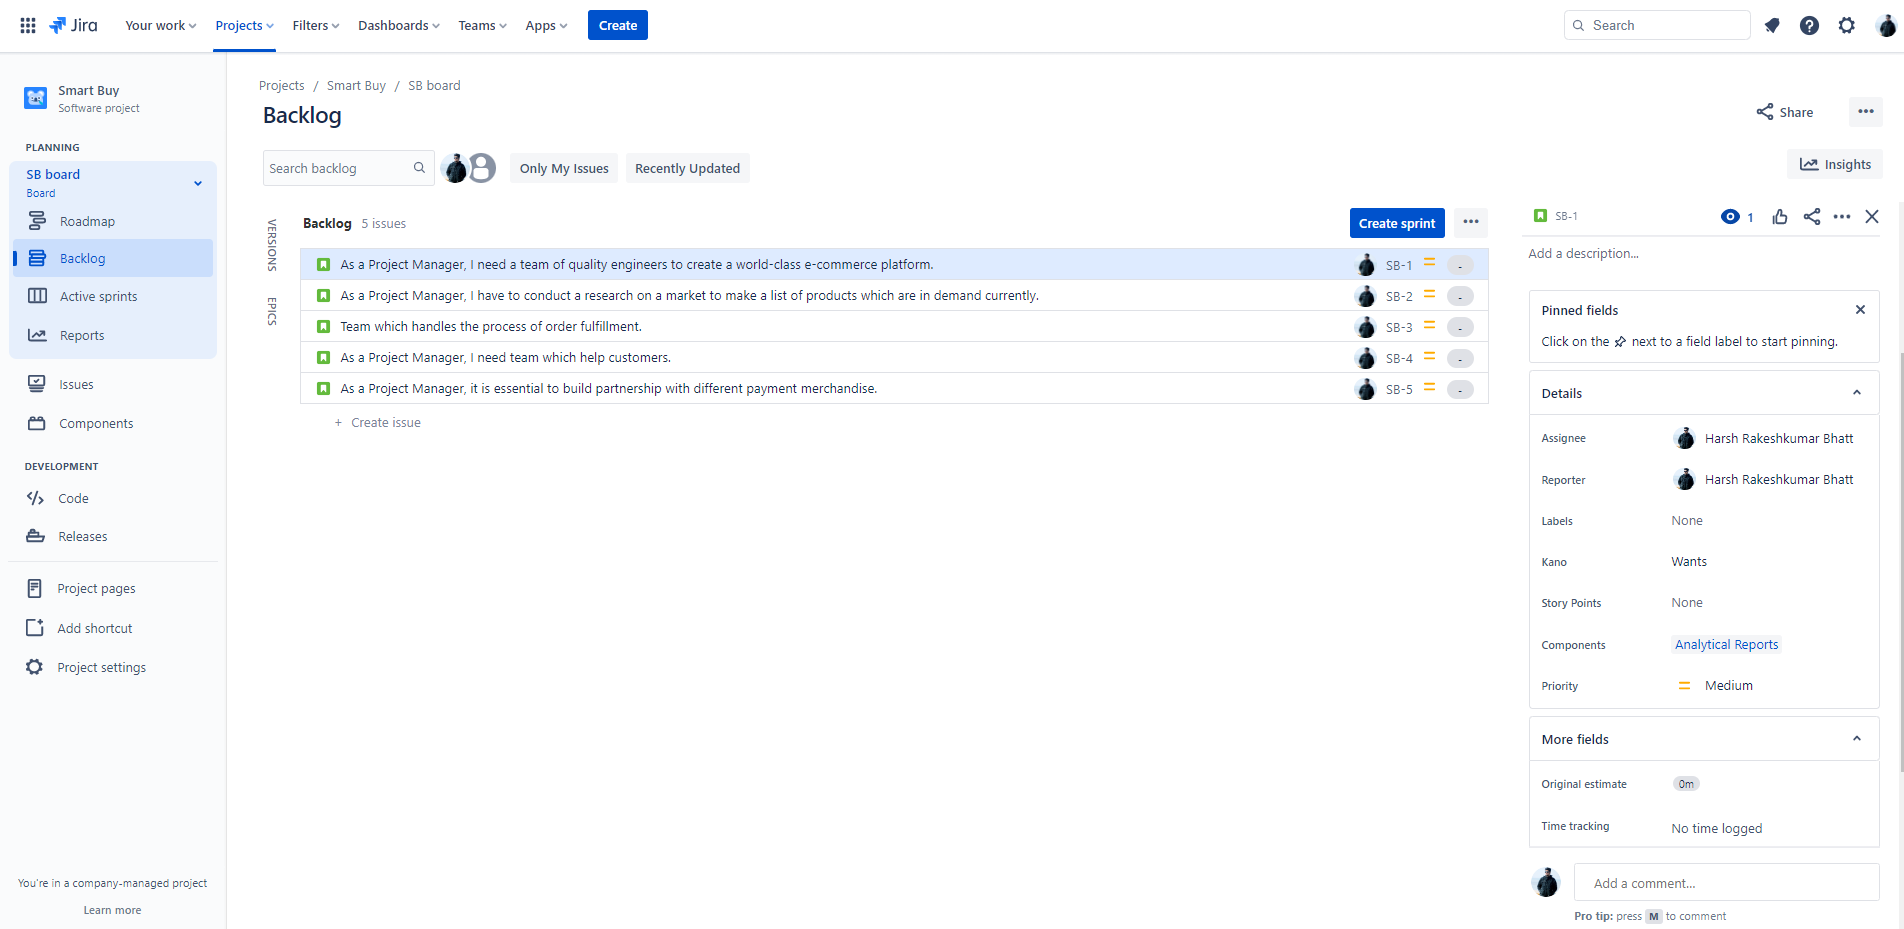 Jira Your work Projects Filters Dashboards Teams Apps Create Search
Smart Buy
Software project
PLANNING
SB board
Board
Roadmap
Backlog
Active sprints
Reports
Issues
Components
DEVELOPMENT
Code
Releases
Project pages
Add shortcut
Project settings
You're in a company-managed project
Learn more
Projects / Smart Buy / SB board
Backlog
Share
Search backlog Only My Issues Recently Updated
Insights
VERSIONS
EPICS
Backlog 5 issues Create sprint
As a Project Manager, I need a team of quality engineers to create a world-class e-commerce platform. SB-1 -
As a Project Manager, I have to conduct a research on a market to make a list of products which are in demand currently. SB-2 -
Team which handles the process of order fulfillment. SB-3 -
As a Project Manager, I need team which help customers. SB-4 -
As a Project Manager, it is essential to build partnership with different payment merchandise. SB-5 -
+ Create issue
SB-1 1
Add a description...
Pinned fields
Click on the next to a field label to start pinning.
Details
Assignee Harsh Rakeshkumar Bhatt
Reporter Harsh Rakeshkumar Bhatt
Labels None
Kano Wants
Story Points None
Components Analytical Reports
Priority Medium
More fields
Original estimate 0m
Time tracking No time logged
Add a comment...
Pro tip: press M to comment